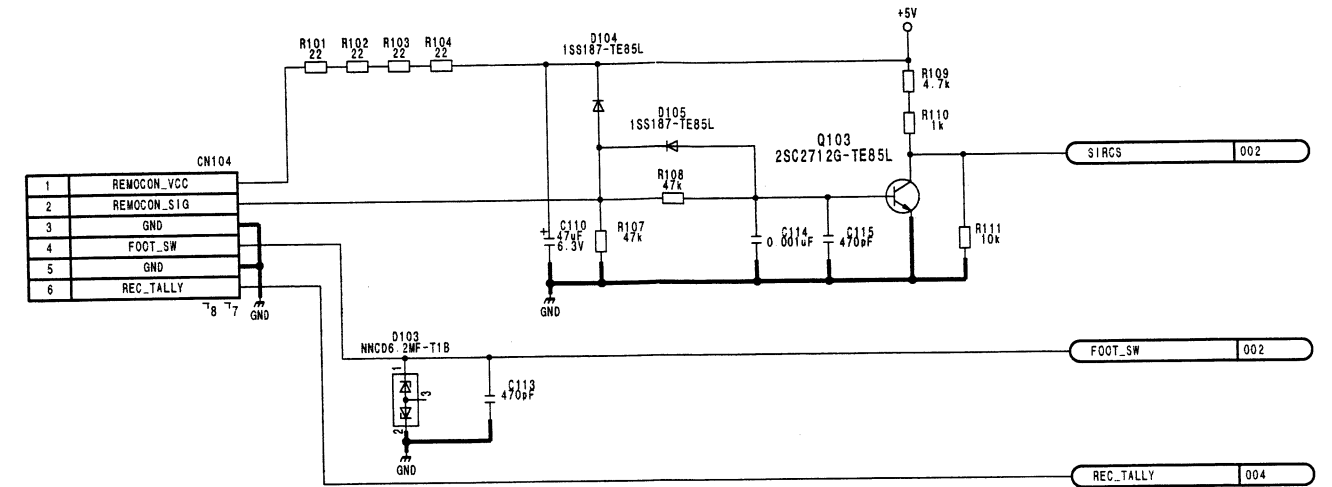 +5V
R101 R102 R103 R104
22 22 22 22
D104
1SS187-TE85L
R109
4.7k
D105
1SS187-TE85L
R110
1k
Q103
2SC2712G-TE85L
SIRCS 002
CN104
1 REMOCON_VCC
2 REMOCON_SIG
3 GND
4 FOOT_SW
5 GND
6 REC_TALLY
R108
47k
C110
47uF
6.3V
+
R107
47k
C114
0.001uF
C115
470pF
R111
10k
¬8 ¬7
GND
GND
D103
NNCD6.2MF-T1B
1
3
2
C113
470pF
FOOT_SW 002
GND
REC_TALLY 004